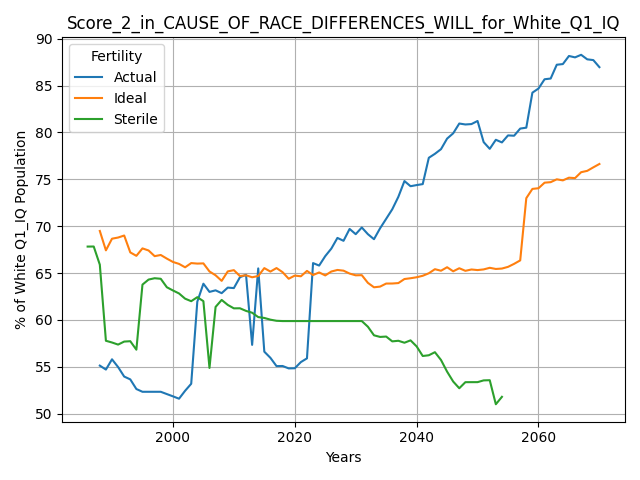 Score_2_in_CAUSE_OF_RACE_DIFFERENCES_WILL_for_White_Q1_IQ
Fertility
Actual
Ideal
Sterile
% of White Q1_IQ Population
90
85
80
75
70
65
60
55
50
2000
2020
2040
2060
Years